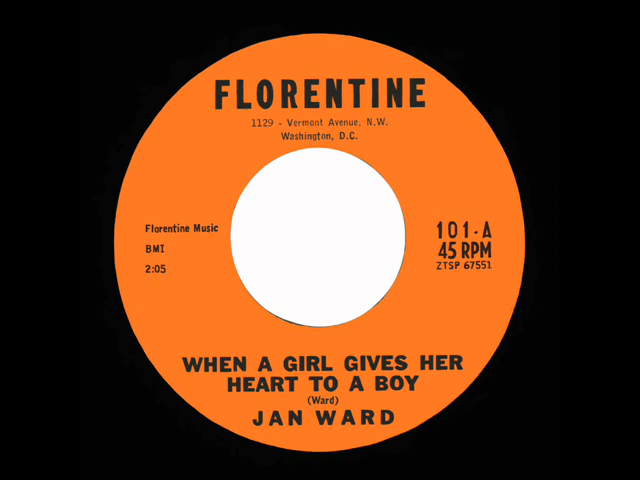 FLORENTINE
1129 - Vermont Avenue, N.W.
Washington, D.C.
Florentine Music
BMI
2:05
101-A
45 RPM
ZTSP 67551
WHEN A GIRL GIVES HER
HEART TO A BOY
(Ward)
JAN WARD